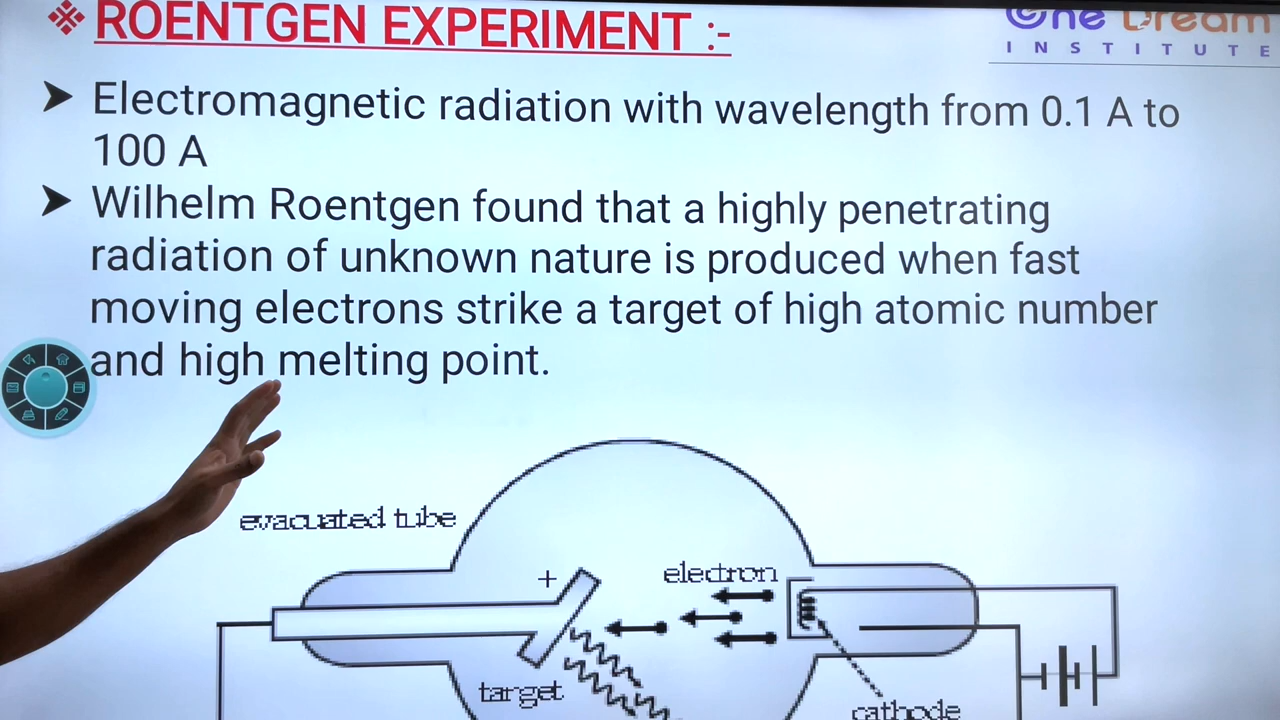 ❖ ROENTGEN EXPERIMENT :-
One Dream
INSTITUTE
➤ Electromagnetic radiation with wavelength from 0.1 A to
100 A
➤ Wilhelm Roentgen found that a highly penetrating
radiation of unknown nature is produced when fast
moving electrons strike a target of high atomic number
and high melting point.
evacuated tube
+
electron
target
cathode